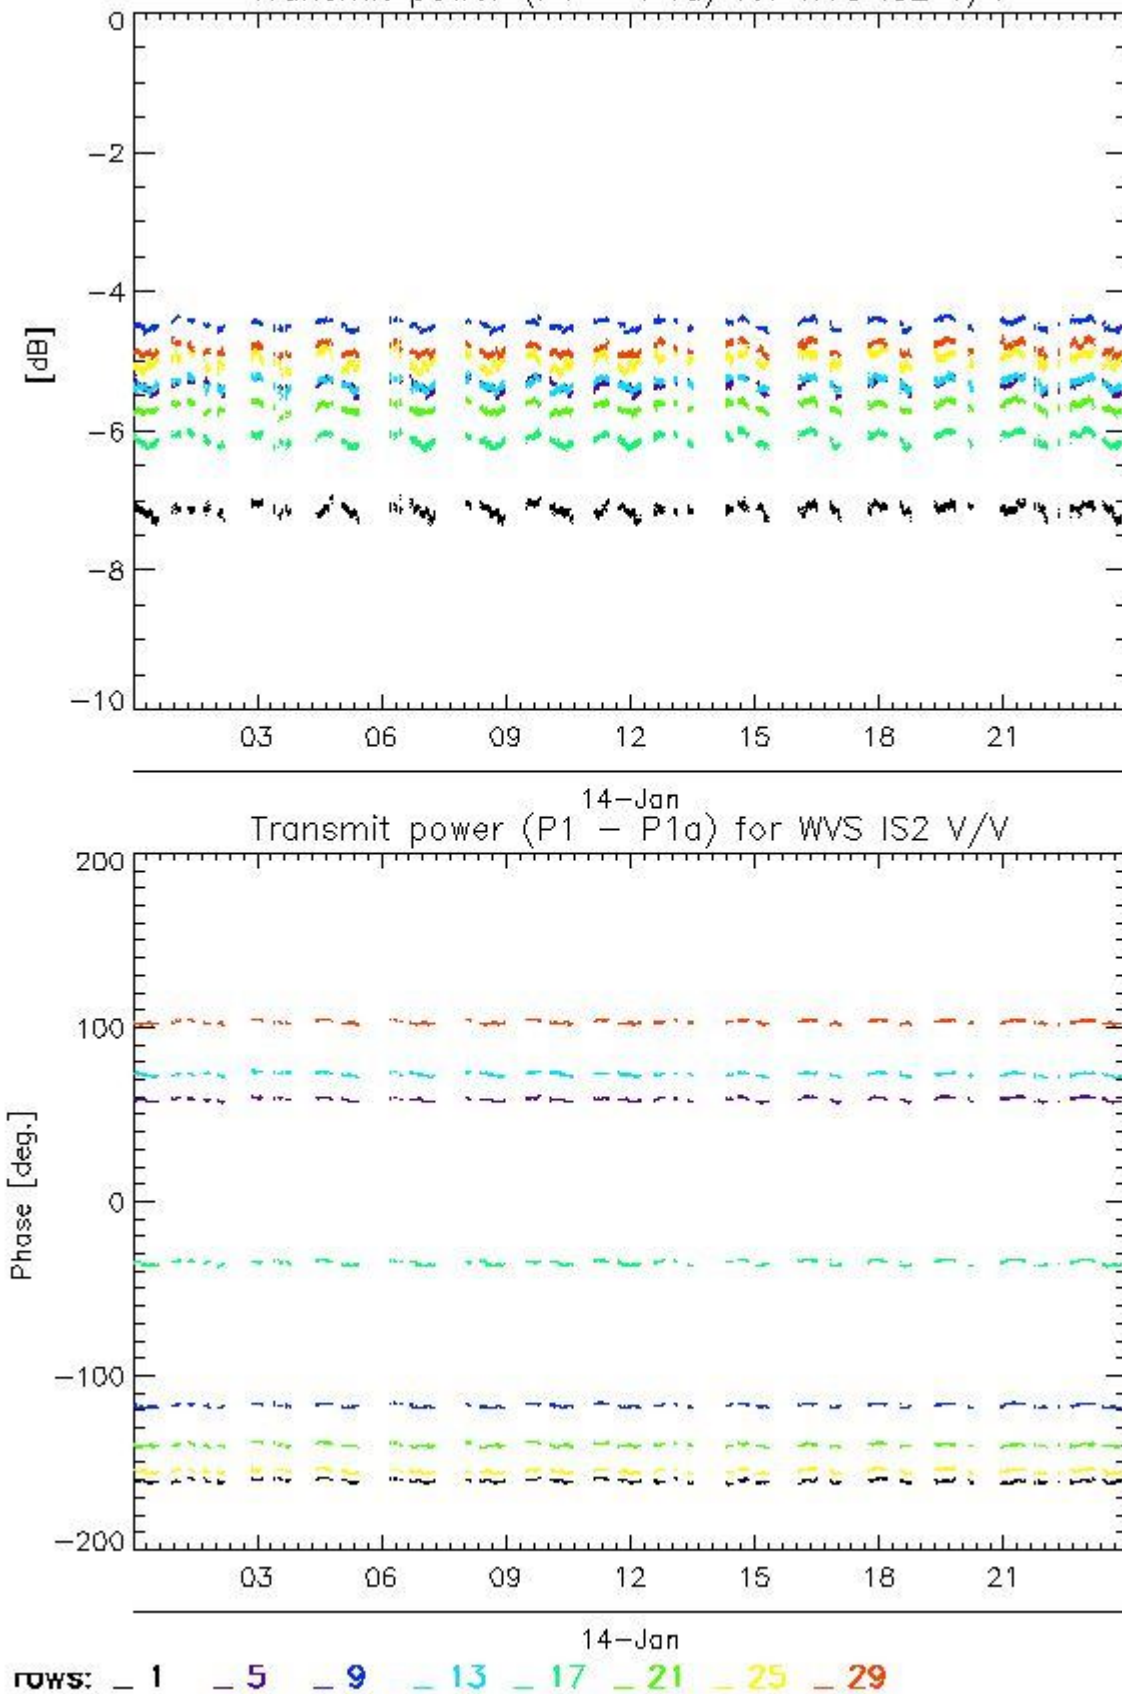 0
−2
−4
[dB]
−6
−8
−10
03 06 09 12 15 18 21
14−Jan
Transmit power (P1 − P1a) for WVS IS2 V/V
200
100
Phase [deg.]
0
−100
−200
03 06 09 12 15 18 21
14−Jan
rows: _ 1 _ 5 _ 9 _ 13 _ 17 _ 21 _ 25 _ 29